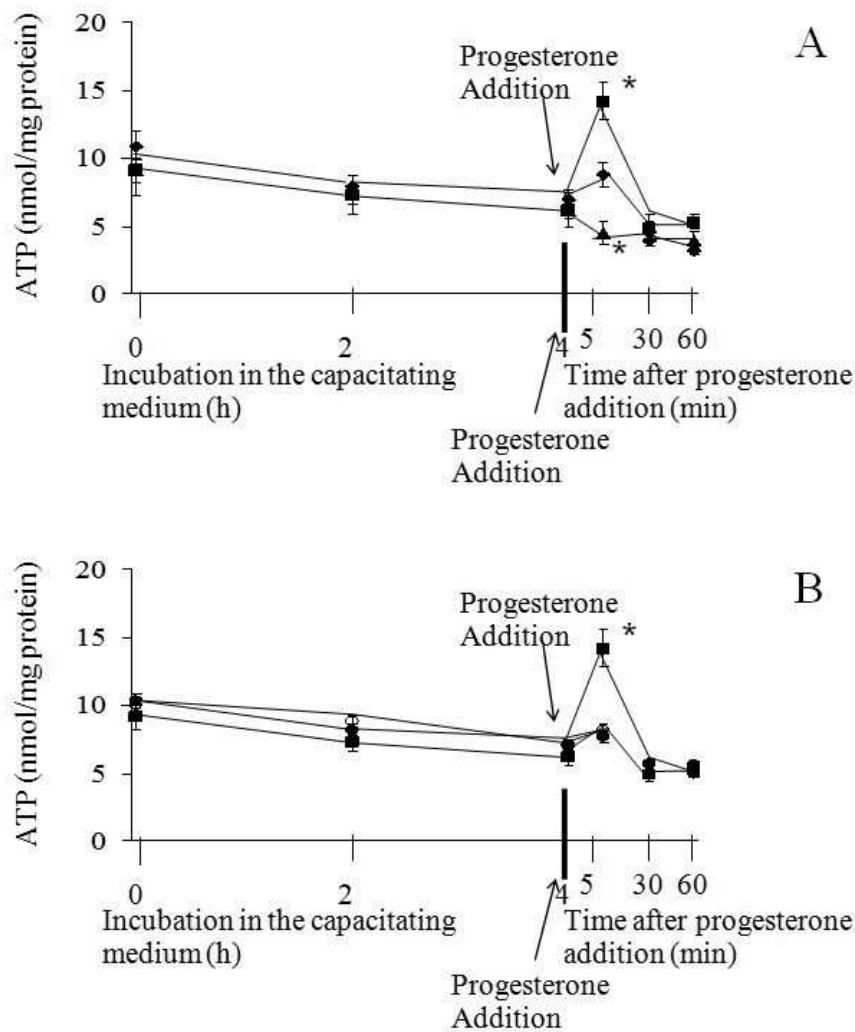 A
20
15
10
5
0
ATP (nmol/mg protein)
Progesterone
Addition
*
*
0
2
4
5
30
60
Incubation in the capacitating
medium (h)
Time after progesterone
addition (min)
Progesterone
Addition
B
20
15
10
5
0
ATP (nmol/mg protein)
Progesterone
Addition
*
0
2
4
5
30
60
Incubation in the capacitating
medium (h)
Time after progesterone
addition (min)
Progesterone
Addition